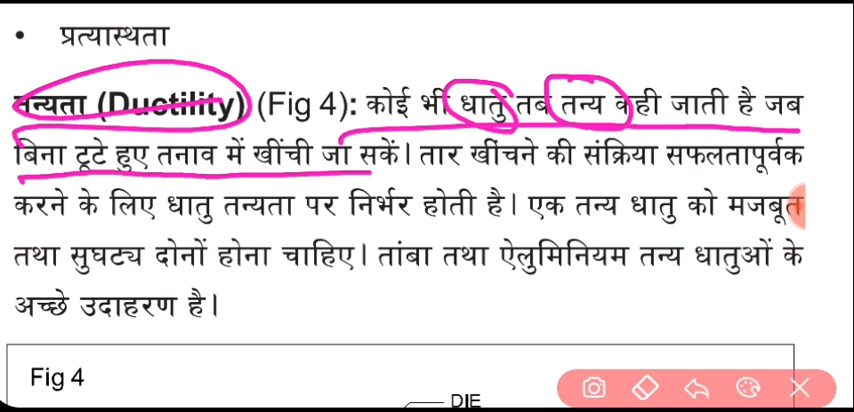 • प्रत्यास्थता
तन्यता (Ductility) (Fig 4): कोई भी धातु तब तन्य कही जाती है जब
बिना टूटे हुए तनाव में खींची जा सकें। तार खींचने की संक्रिया सफलतापूर्वक
करने के लिए धातु तन्यता पर निर्भर होती है। एक तन्य धातु को मजबूत
तथा सुघट्य दोनों होना चाहिए। तांबा तथा ऐलुमिनियम तन्य धातुओं के
अच्छे उदाहरण है।
Fig 4
DIE